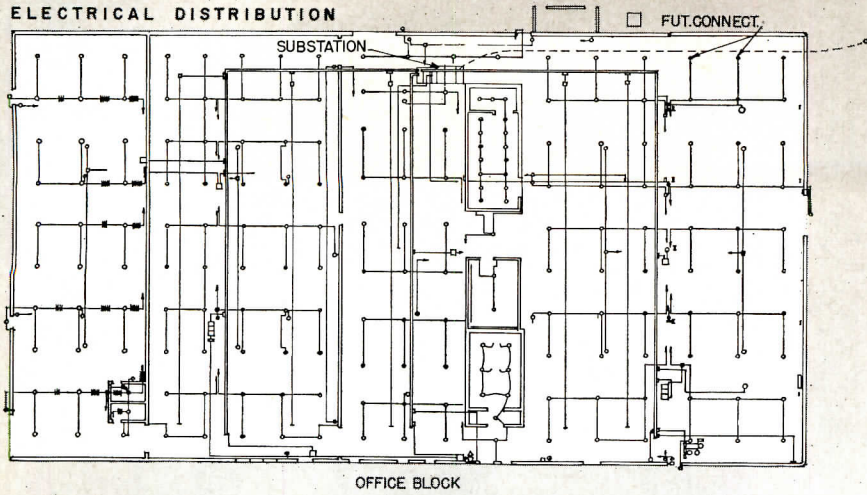 ELECTRICAL DISTRIBUTION
FUT.CONNECT.
SUBSTATION
OFFICE BLOCK